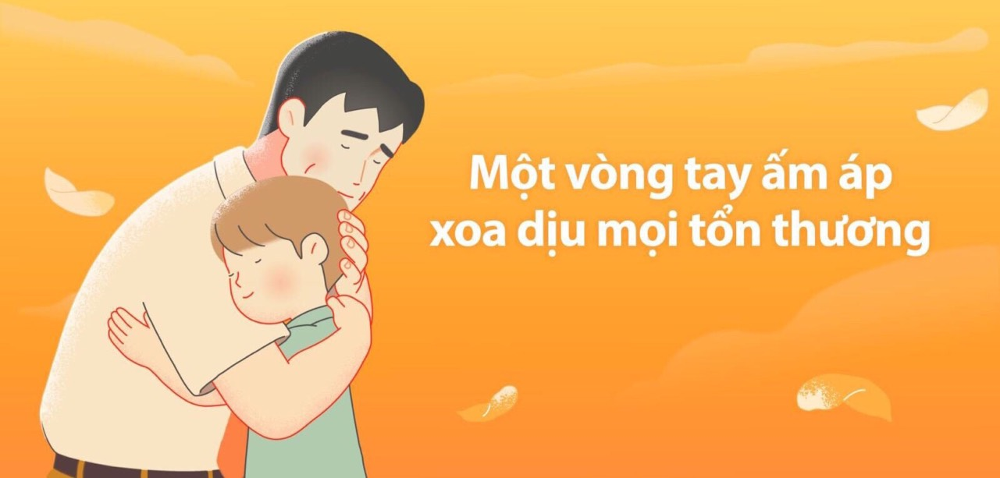 Một vòng tay ấm áp
xoa dịu mọi tổn thương